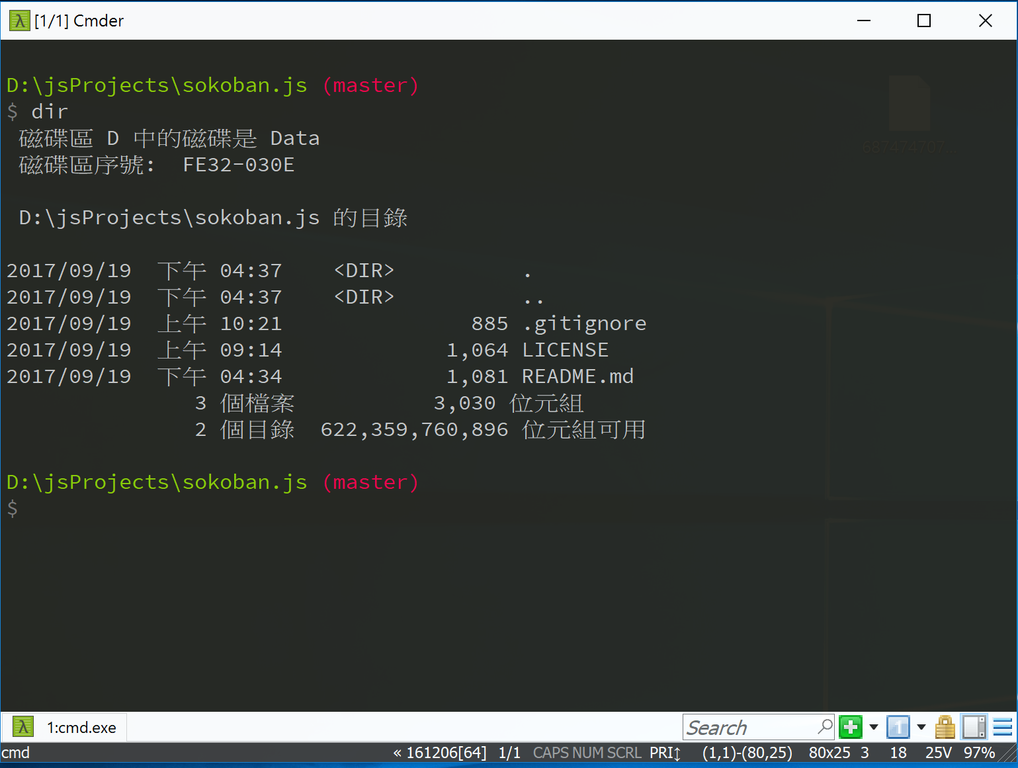 [1/1] Cmder
D:\jsProjects\sokoban.js (master)
$ dir
磁碟區 D 中的磁碟是 Data
磁碟區序號: FE32-030E
D:\jsProjects\sokoban.js 的目錄
2017/09/19 下午 04:37 <DIR> .
2017/09/19 下午 04:37 <DIR> ..
2017/09/19 上午 10:21 885 .gitignore
2017/09/19 上午 09:14 1,064 LICENSE
2017/09/19 下午 04:34 1,081 README.md
3 個檔案 3,030 位元組
2 個目錄 622,359,760,896 位元組可用
D:\jsProjects\sokoban.js (master)
$
λ 1:cmd.exe Search 1
cmd « 161206[64] 1/1 CAPS NUM SCRL PRI↕ (1,1)-(80,25) 80x25 3 18 25V 97%